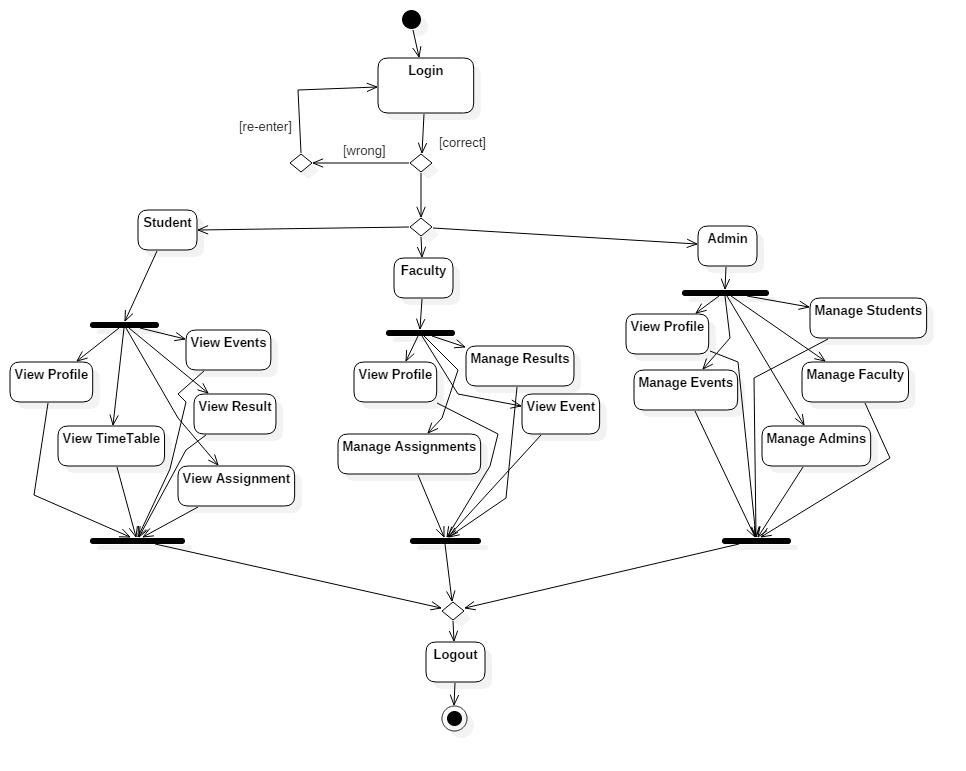 Login
[re-enter]
[wrong]
[correct]
Student
Faculty
Admin
View Events
View Profile
View Result
View TimeTable
View Assignment
Manage Results
View Profile
View Event
Manage Assignments
Manage Students
View Profile
Manage Events
Manage Faculty
Manage Admins
Logout